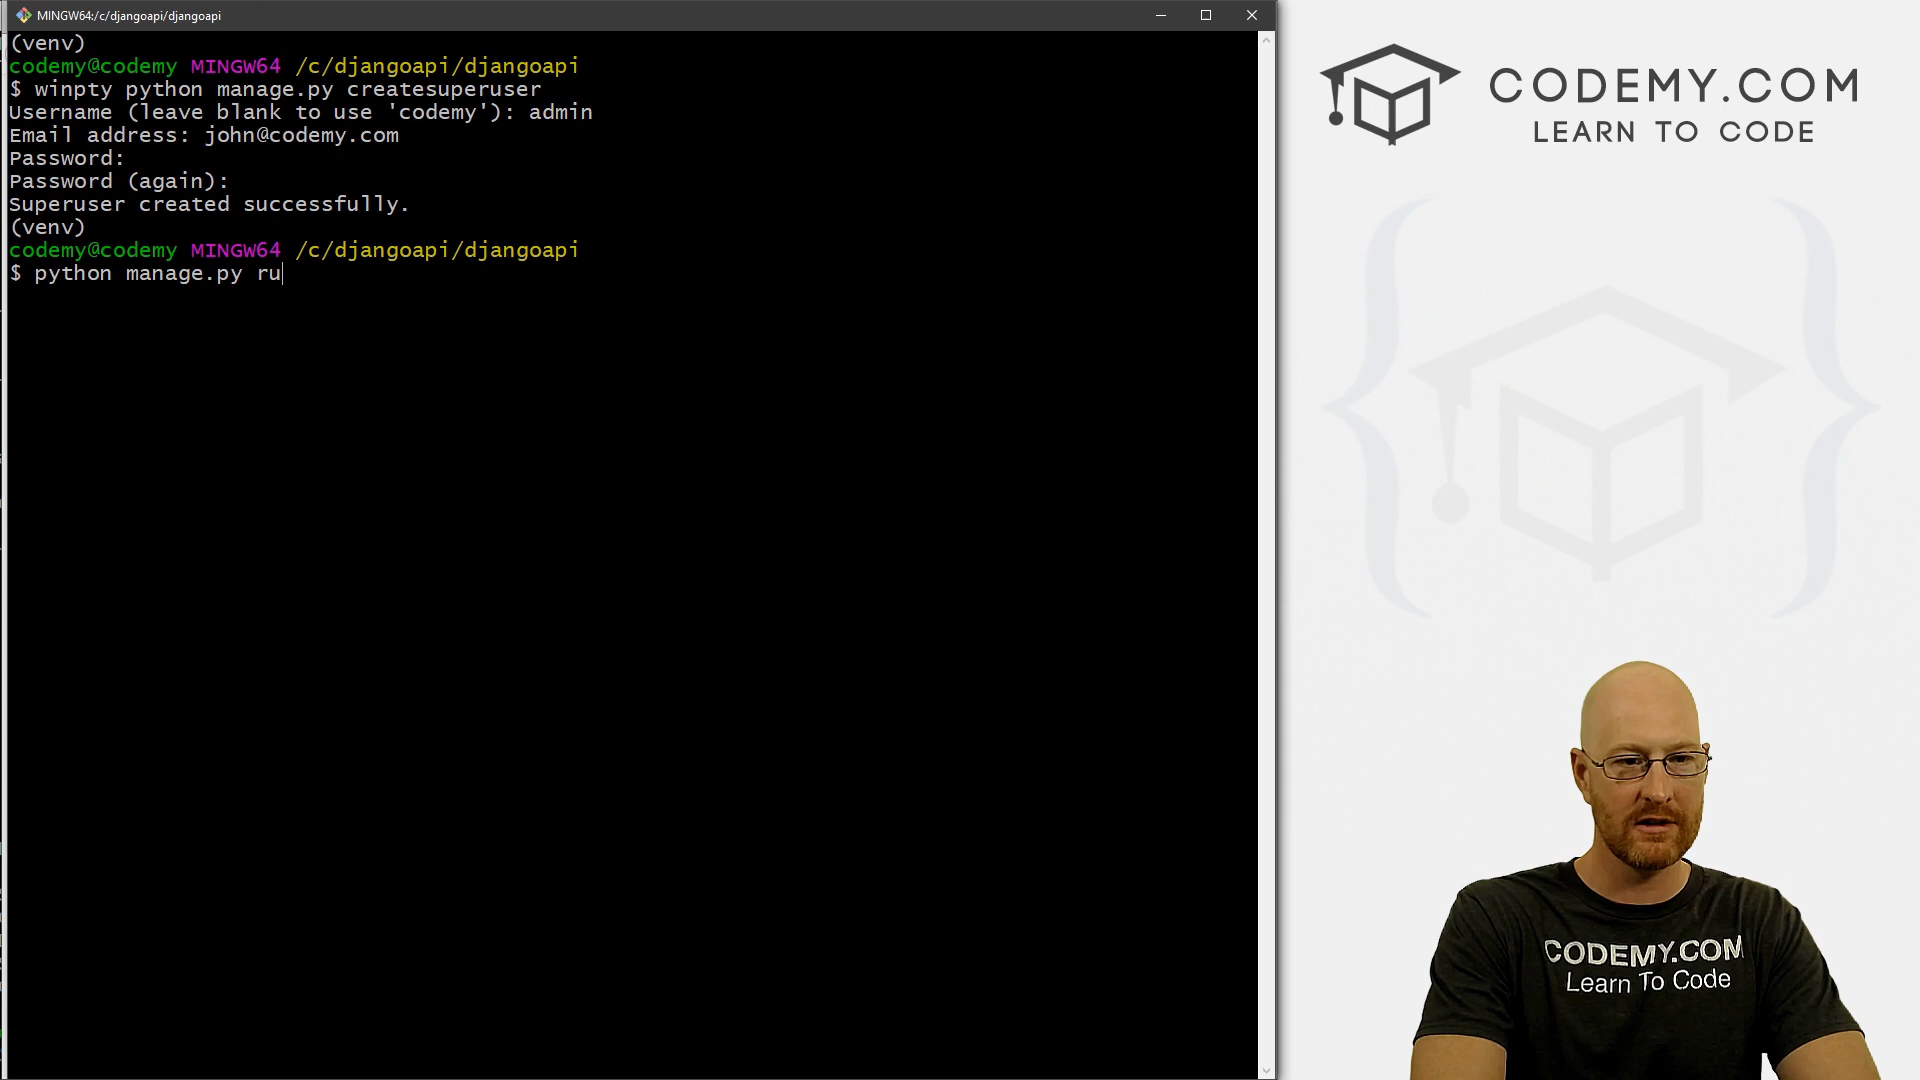 MINGW64:/c/djangoapi/djangoapi
(venv)
codemy@codemy MINGW64 /c/djangoapi/djangoapi
$ winpty python manage.py createsuperuser
Username (leave blank to use 'codemy'): admin
Email address: john@codemy.com
Password:
Password (again):
Superuser created successfully.
(venv)
codemy@codemy MINGW64 /c/djangoapi/djangoapi
$ python manage.py ru
CODEMY.COM
LEARN TO CODE
CODEMY.COM
Learn To Code